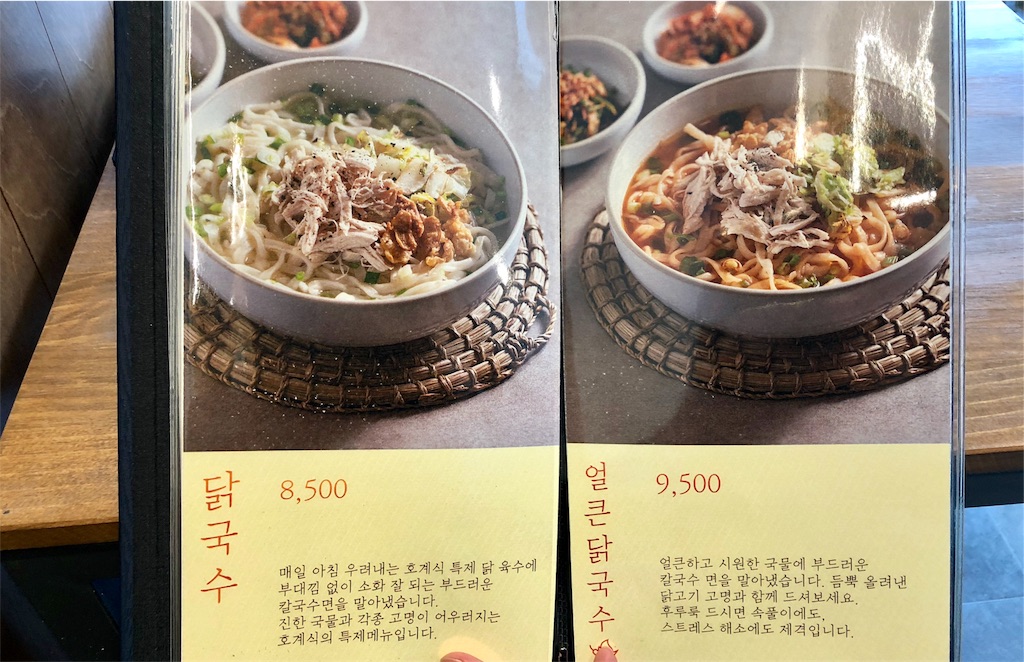 닭국수
8,500
매일 아침 우려내는 호계식 특제 닭 육수에
부대낌 없이 소화 잘 되는 부드러운
칼국수면을 말아냈습니다.
진한 국물과 각종 고명이 어우러지는
호계식의 특제메뉴입니다.
얼큰닭국수
9,500
얼큰하고 시원한 국물에 부드러운
칼국수 면을 말아냈습니다. 듬뿍 올려낸
닭고기 고명과 함께 드셔보세요.
후루룩 드시면 속풀이에도,
스트레스 해소에도 제격입니다.